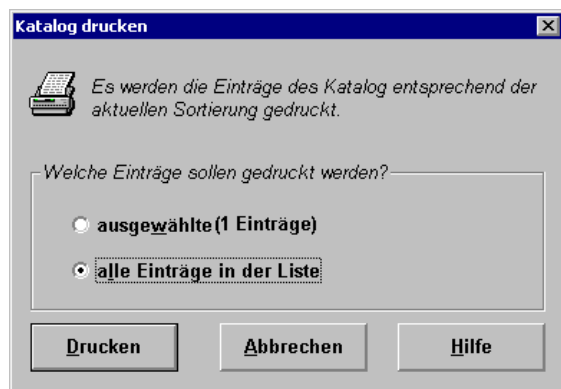 Katalog drucken
Es werden die Einträge des Katalog entsprechend der
aktuellen Sortierung gedruckt.
Welche Einträge sollen gedruckt werden?
ausgewählte (1 Einträge)
alle Einträge in der Liste
Drucken
Abbrechen
Hilfe